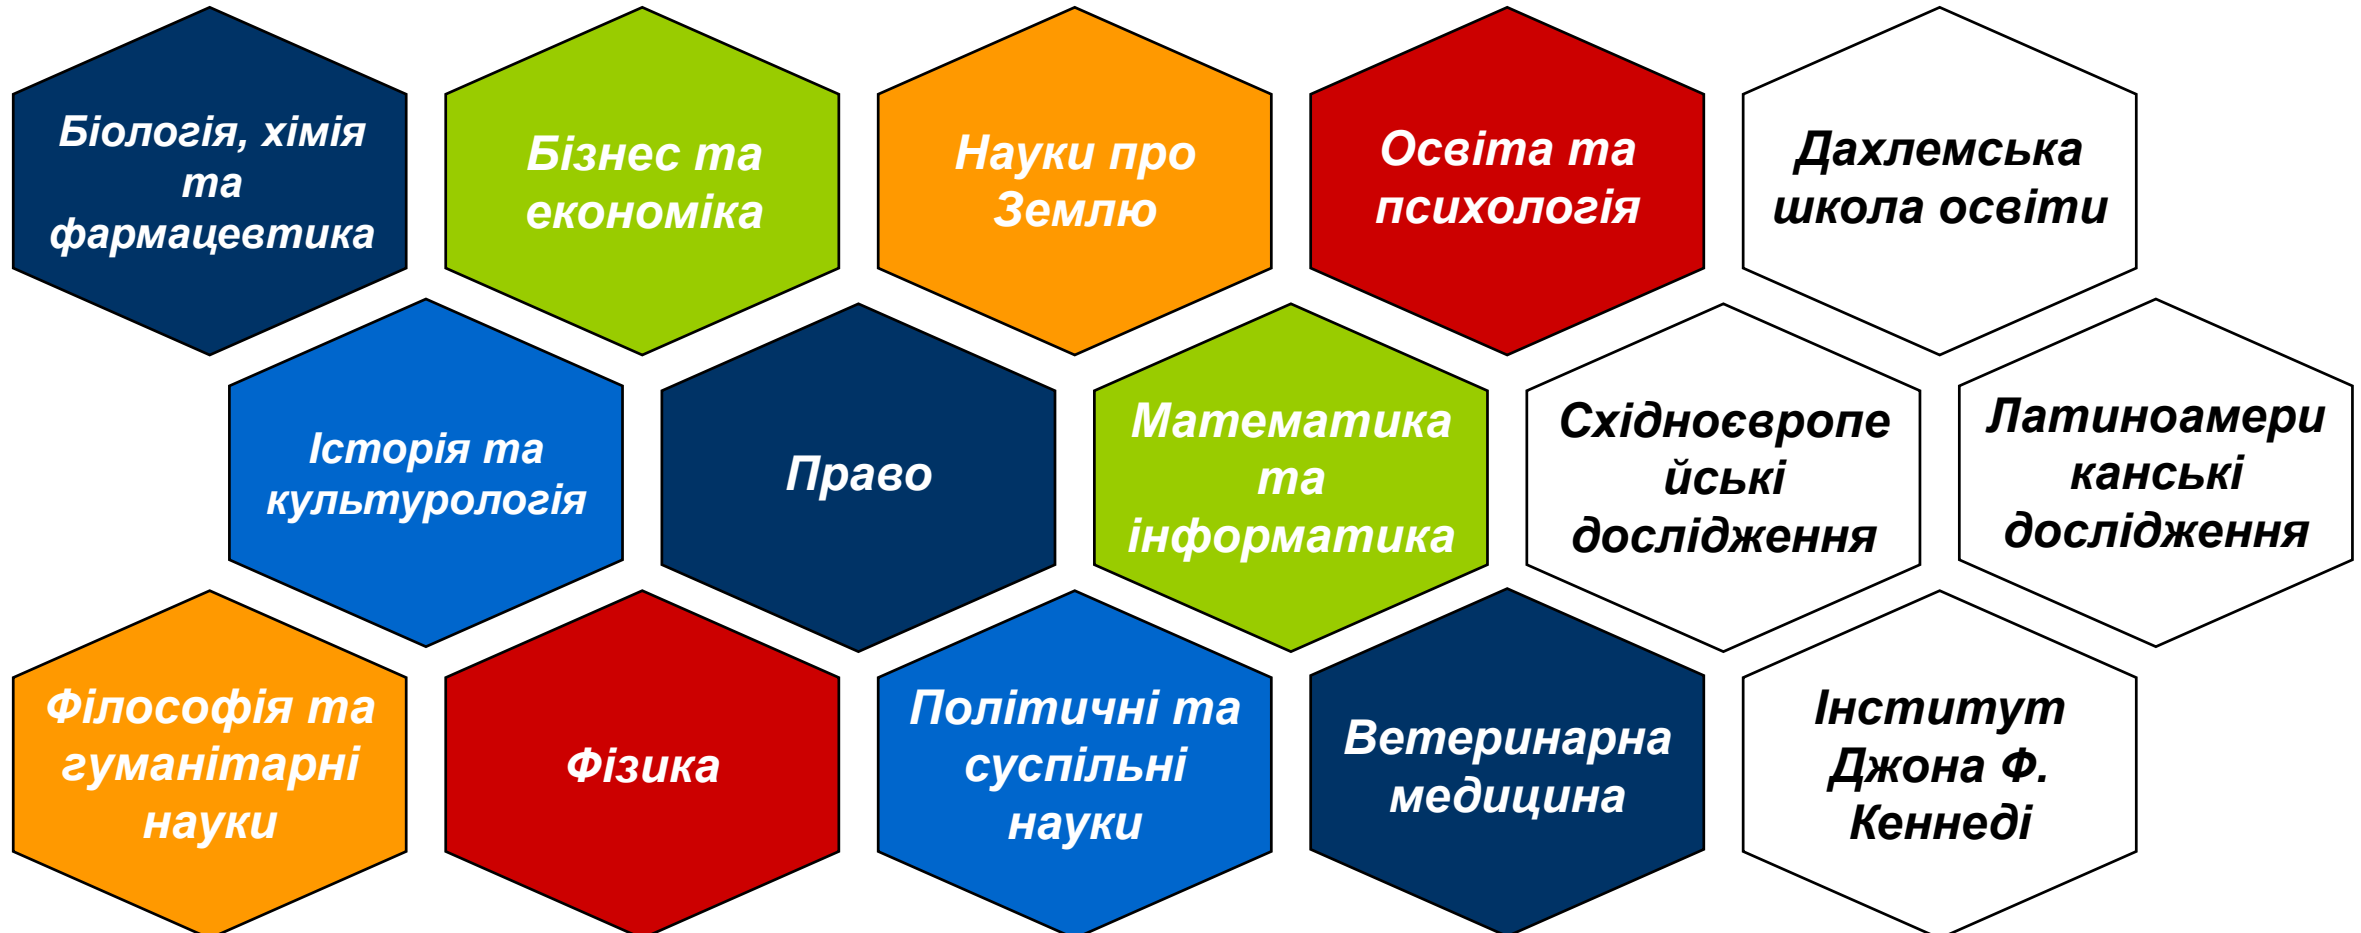 Біологія, хімія
та
фармацевтика
Бізнес та
економіка
Науки про
Землю
Освіта та
психологія
Дахлемська
школа освіти
Історія та
культурологія
Право
Математика
та
інформатика
Східноєвропе
йські
дослідження
Латиноамери
канські
дослідження
Філософія та
гуманітарні
науки
Фізика
Політичні та
суспільні
науки
Ветеринарна
медицина
Інститут
Джона Ф.
Кеннеді